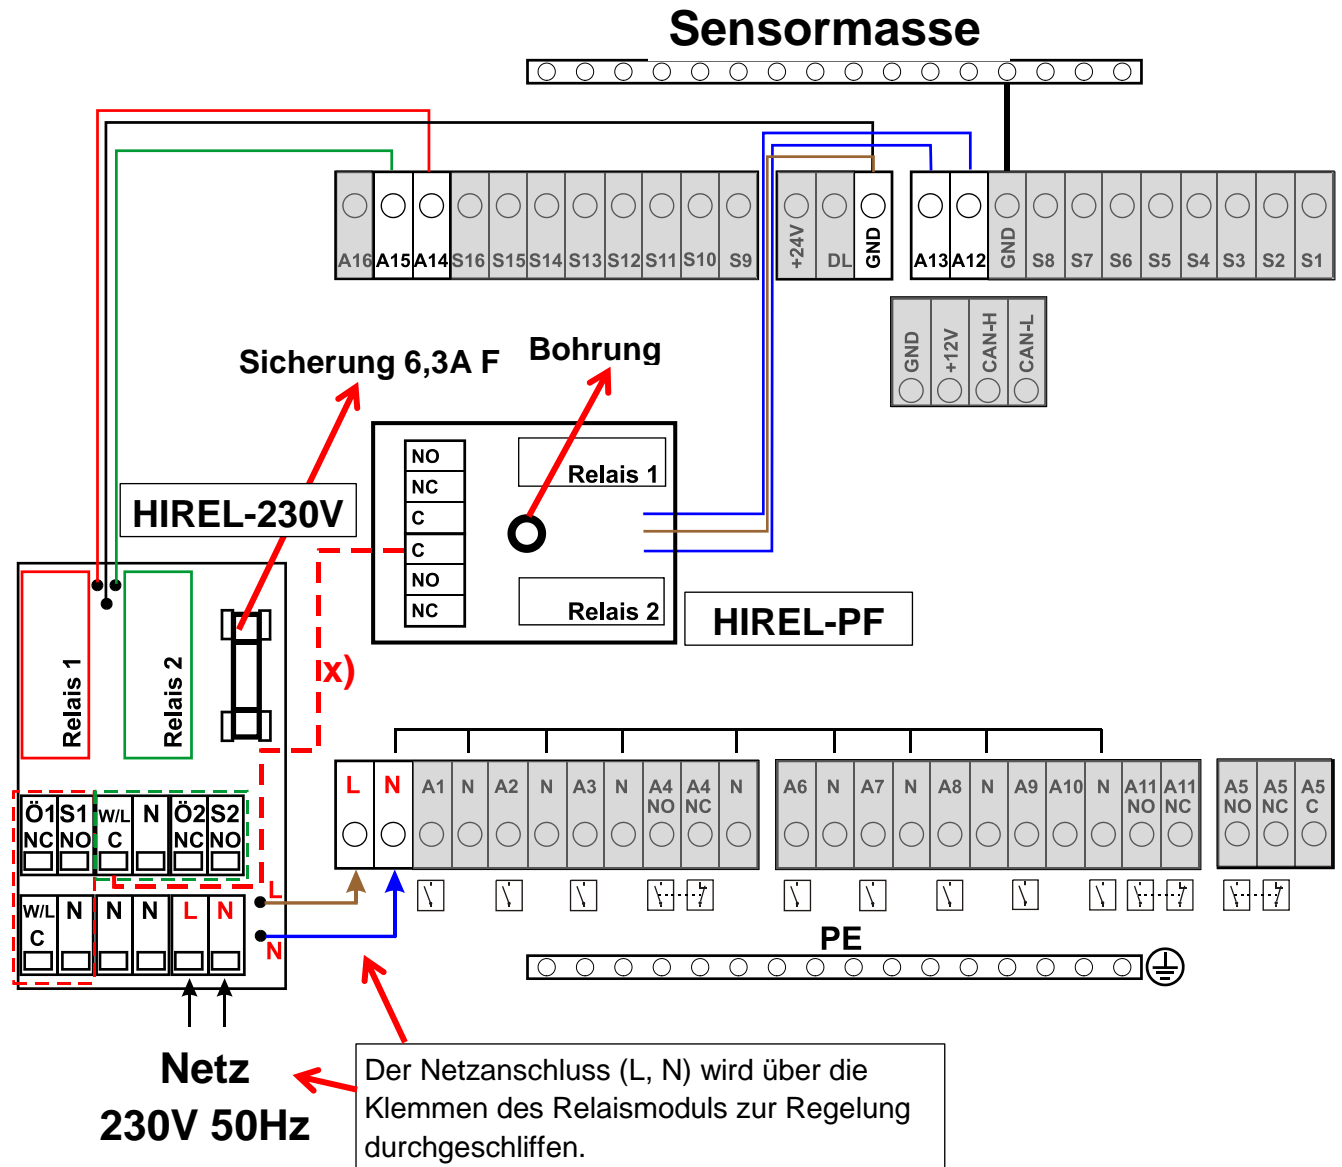 Sensormasse
A16 A15 A14 S16 S15 S14 S13 S12 S11 S10 S9
+24V DL GND
A13 A12 GND S8 S7 S6 S5 S4 S3 S2 S1
GND +12V CAN-H CAN-L
Sicherung 6,3A F
Bohrung
HIREL-230V
NO
NC
C
C
NO
NC
Relais 1
Relais 2
HIREL-PF
Relais 1
Relais 2
x)
L N A1 N A2 N A3 N A4 NO A4 NC N
A6 N A7 N A8 N A9 A10 N A11 NO A11 NC
A5 NO A5 NC A5 C
Ö1 NC S1 NO W/L C N Ö2 NC S2 NO
W/L C N N N L N
L
N
PE
Netz
230V 50Hz
Der Netzanschluss (L, N) wird über die
Klemmen des Relaismoduls zur Regelung
durchgeschliffen.